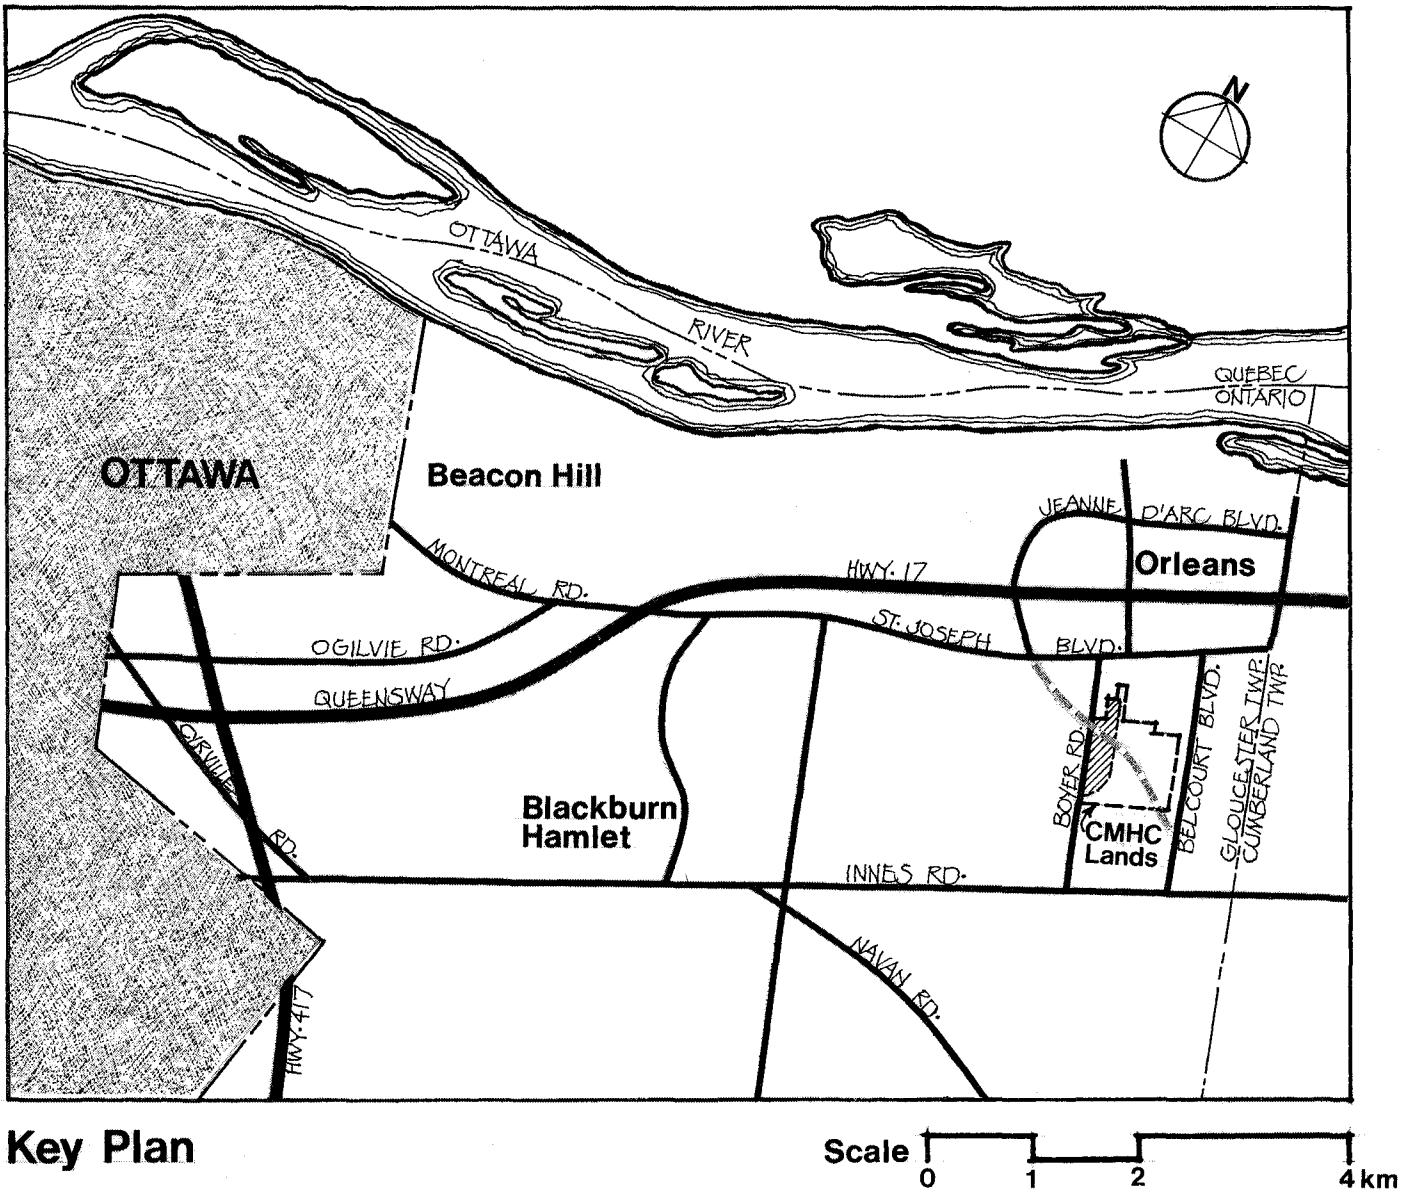 N
OTTAWA
RIVER
QUEBEC
ONTARIO
OTTAWA
Beacon Hill
JEANNE D'ARC BLVD.
MONTREAL RD.
HWY. 17
Orleans
OGILVIE RD.
ST. JOSEPH BLVD.
QUEENSWAY
CYRVILLE RD.
BOYER RD.
BELCOURT BLVD.
GLOUCESTER TWP.
CUMBERLAND TWP.
Blackburn
Hamlet
CMHC
Lands
INNES RD.
NAVAN RD.
HWY. 417
Key Plan
Scale
0 1 2 4 km